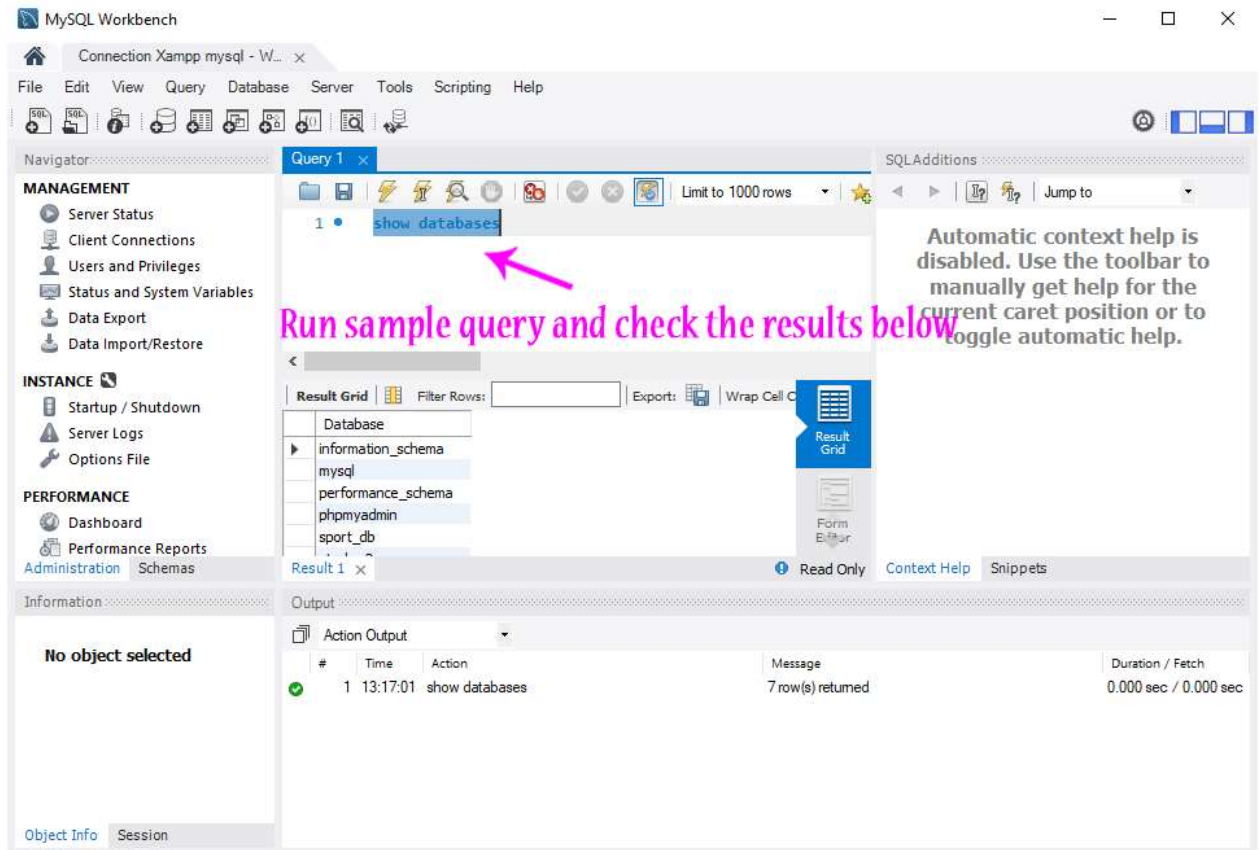 MySQL Workbench
Connection Xampp mysql - W...
File Edit View Query Database Server Tools Scripting Help
Navigator
MANAGEMENT
Server Status
Client Connections
Users and Privileges
Status and System Variables
Data Export
Data Import/Restore
INSTANCE
Startup / Shutdown
Server Logs
Options File
PERFORMANCE
Dashboard
Performance Reports
Administration Schemas
Query 1
Limit to 1000 rows
1 show databases
Run sample query and check the results below
Result Grid Filter Rows: Export: Wrap Cell C
Database
information_schema
mysql
performance_schema
phpmyadmin
sport_db
Result
Grid
Form
Editor
Result 1 Read Only
SQLAdditions
Jump to
Automatic context help is
disabled. Use the toolbar to
manually get help for the
current caret position or to
toggle automatic help.
Context Help Snippets
Information
No object selected
Object Info Session
Output
Action Output
# Time Action Message Duration / Fetch
1 13:17:01 show databases 7 row(s) returned 0.000 sec / 0.000 sec